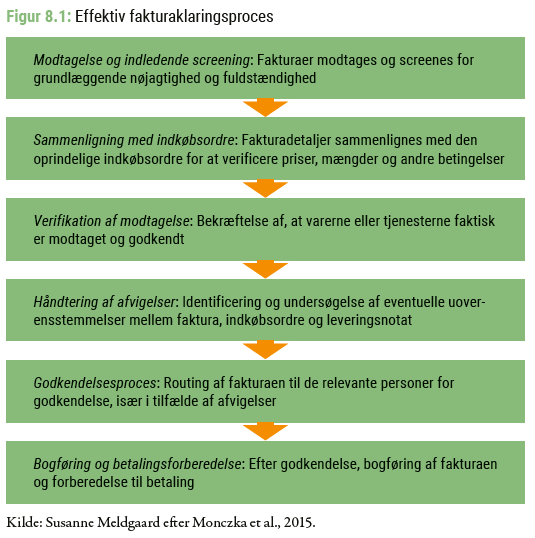 Figur 8.1: Effektiv fakturaklaringsproces
Modtagelse og indledende screening: Fakturaer modtages og screenes for
grundlæggende nøjagtighed og fuldstændighed
Sammenligning med indkøbsordre: Fakturadetaljer sammenlignes med den
oprindelige indkøbsordre for at verificere priser, mængder og andre betingelser
Verifikation af modtagelse: Bekræftelse af, at varerne eller tjenesterne faktisk
er modtaget og godkendt
Håndtering af afvigelser: Identificering og undersøgelse af eventuelle uover-
ensstemmelser mellem faktura, indkøbsordre og leveringsnotat
Godkendelsesproces: Routing af fakturaen til de relevante personer for
godkendelse, især i tilfælde af afvigelser
Bogføring og betalingsforberedelse: Efter godkendelse, bogføring af fakturaen
og forberedelse til betaling
Kilde: Susanne Meldgaard efter Monczka et al., 2015.